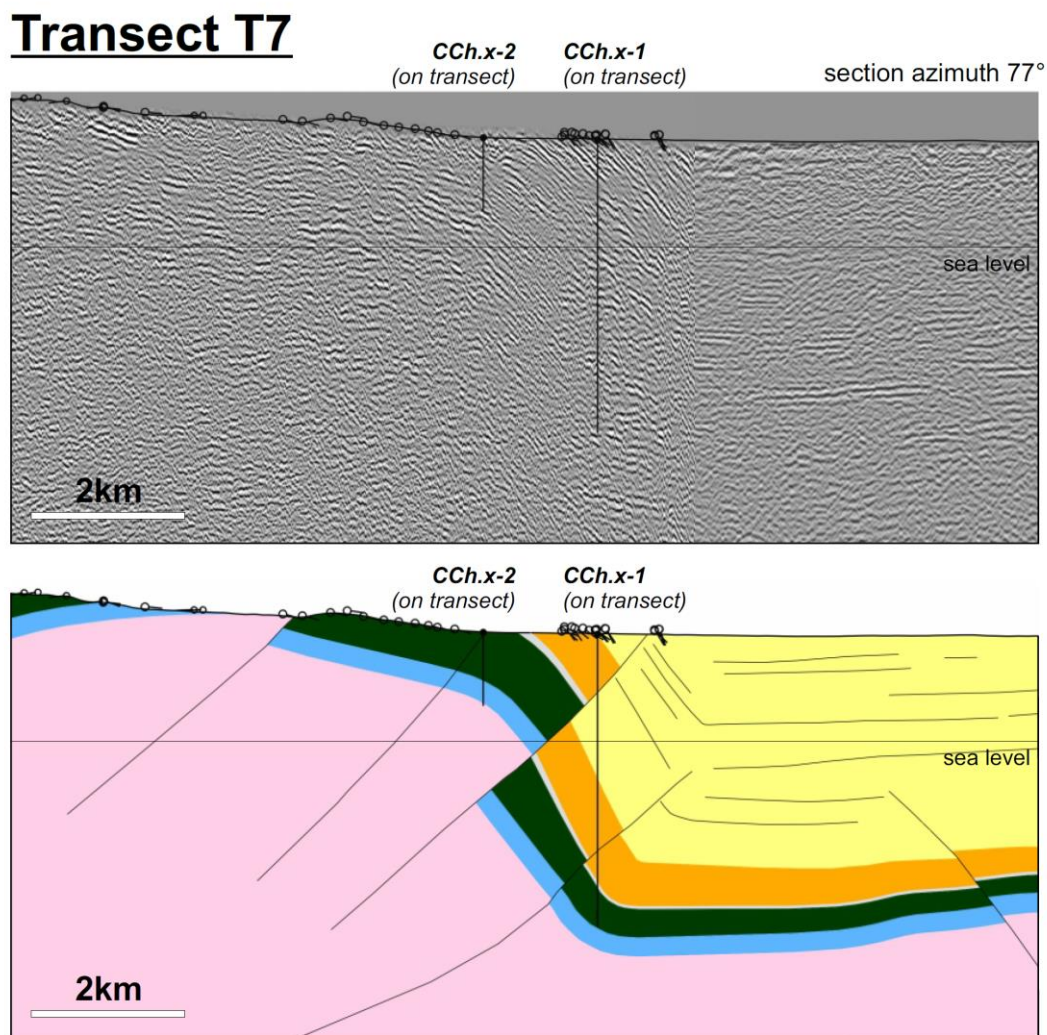 Transect T7
CCh.x-2 CCh.x-1
(on transect) (on transect) section azimuth 77°
sea level
2km
CCh.x-2 CCh.x-1
(on transect) (on transect)
sea level
2km